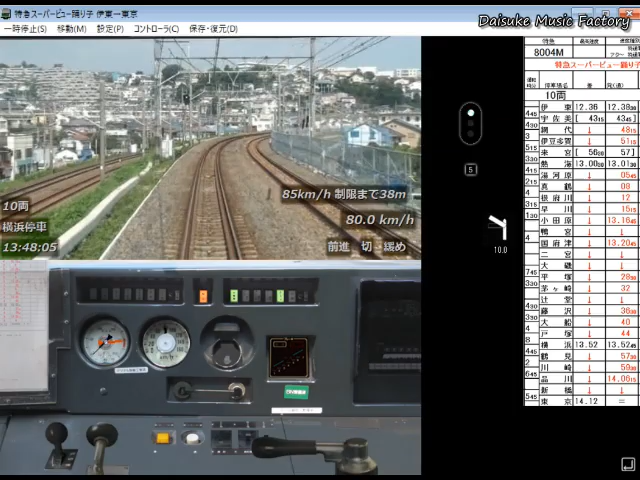 特急スーパービュー踊り子 伊東→東京
Daisuke Music Factory
一時停止(S) 移動(M) 設定(P) コントローラ(C) 保存・復元(D)
85km/h 制限まで38m
80.0 km/h
前進 切・緩め
10両
横浜停車
13:48:05
5
10.0
特急
8004M
特急スーパービュー踊り子
10両
伊東 12.36 12.38
宇佐美 [ 43 43 ]
網代 ↓ 48
伊豆多賀 ↓ 51
来宮 [ 56 57 ]
熱海 13.00 13.01
湯河原 ↓ 05
真鶴 ↓ 08
根府川 ↓ 12
早川 ↓ 15
小田原 ↓ 13.16
鴨宮 ↓ ↓
国府津 ↓ 13.20
二宮 ↓ ↓
大磯 ↓ ↓
平塚 ↓ 28
茅ヶ崎 ↓ 32
辻堂 ↓ ↓
藤沢 ↓ 36
大船 ↓ 40
戸塚 ↓ 44
横浜 13.52 13.52
鶴見 ↓ 57
川崎 ↓ 59
品川 ↓ 14.06
新橋 ↓ ↓
東京 14.12 =